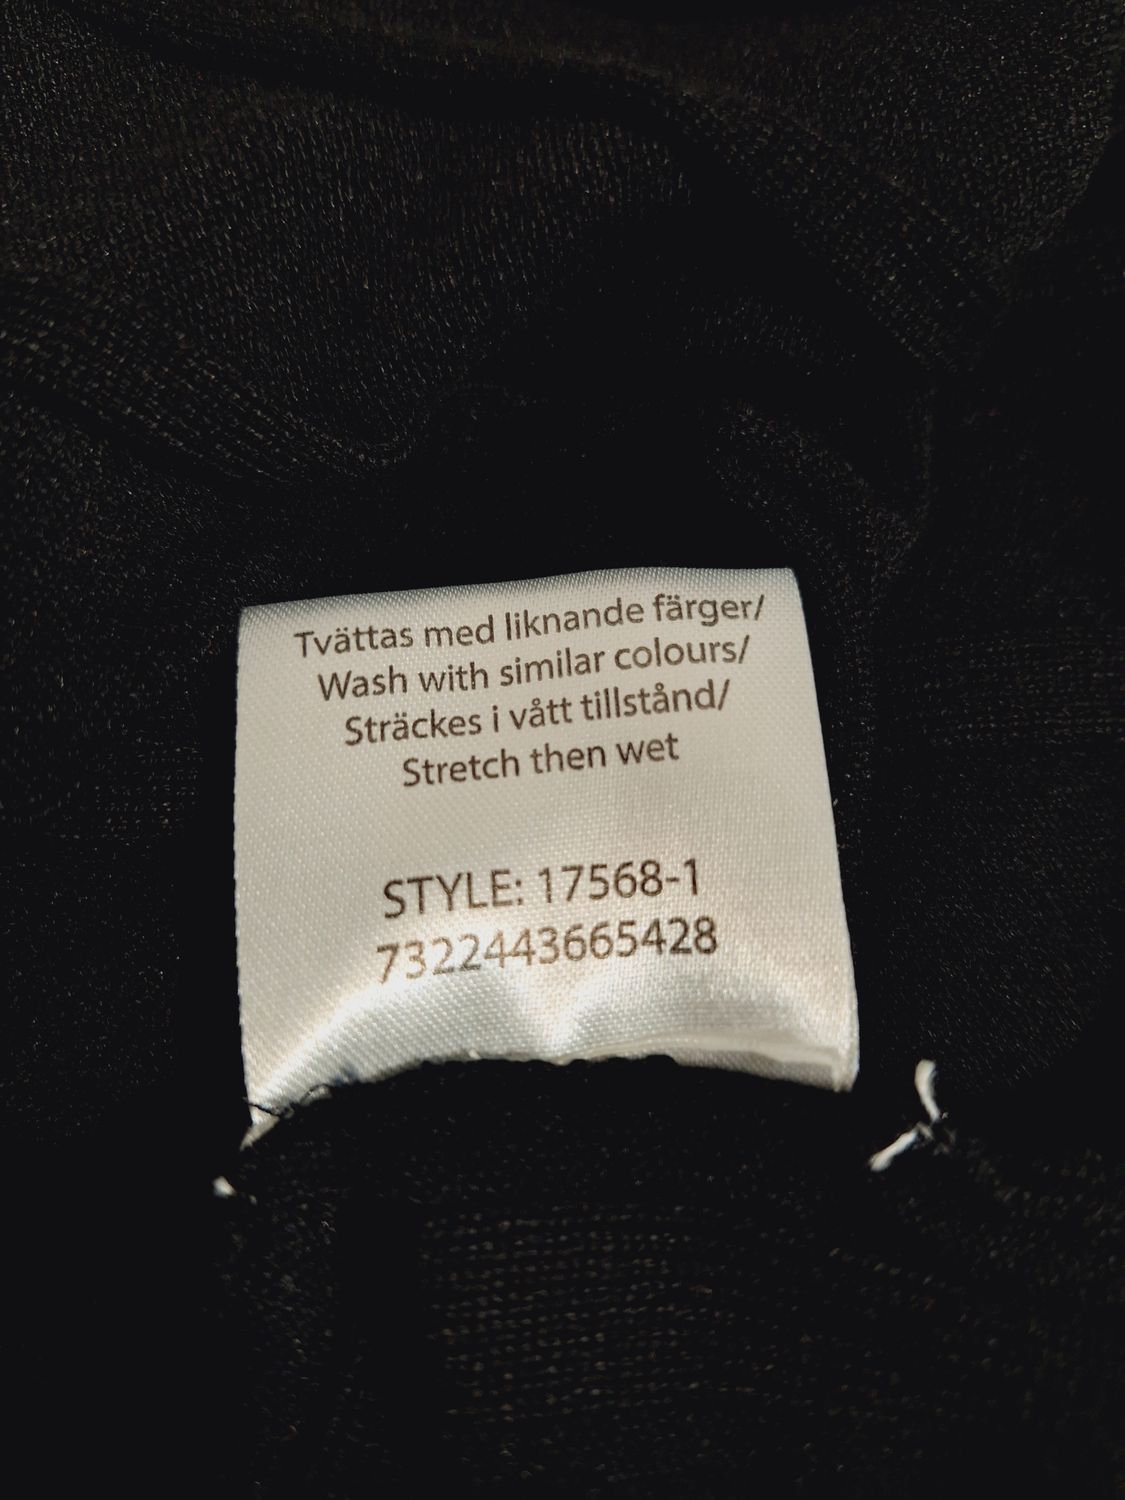 Tvättas med liknande färger/
Wash with similar colours/
Sträckes i vått tillstånd/
Stretch then wet
STYLE: 17568-1
7322443665428